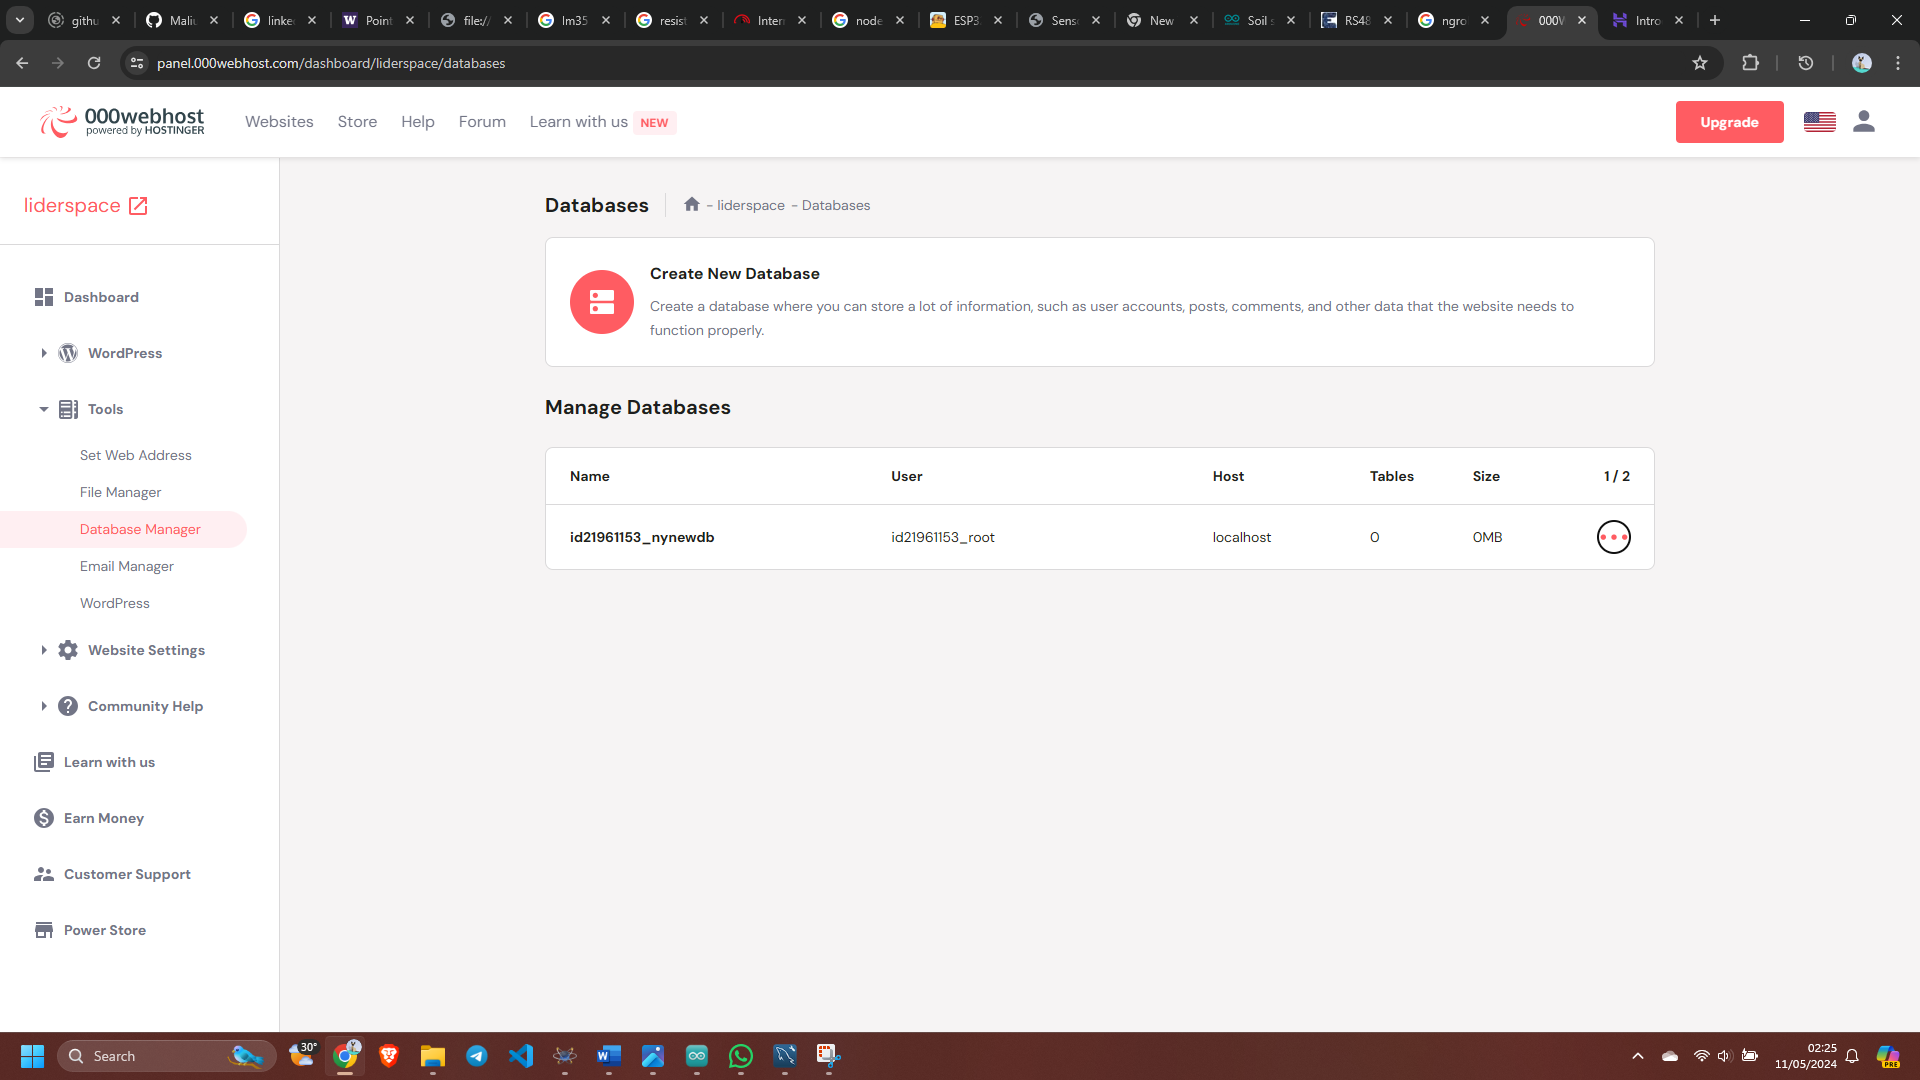 githu
Maliu
linke
Point
file://
lm35
resist
Intern
node
ESP3
Sens
New
Soil s
RS48
ngro
000W
Intro
panel.000webhost.com/dashboard/liderspace/databases
000webhost
powered by HOSTINGER
Websites
Store
Help
Forum
Learn with us NEW
Upgrade
liderspace
Dashboard
WordPress
Tools
Set Web Address
File Manager
Database Manager
Email Manager
WordPress
Website Settings
Community Help
Learn with us
Earn Money
Customer Support
Power Store
Databases
- liderspace - Databases
Create New Database
Create a database where you can store a lot of information, such as user accounts, posts, comments, and other data that the website needs to
function properly.
Manage Databases
Name User Host Tables Size 1 / 2
id21961153_nynewdb id21961153_root localhost 0 0MB
Search
30°
02:25
11/05/2024
PRE